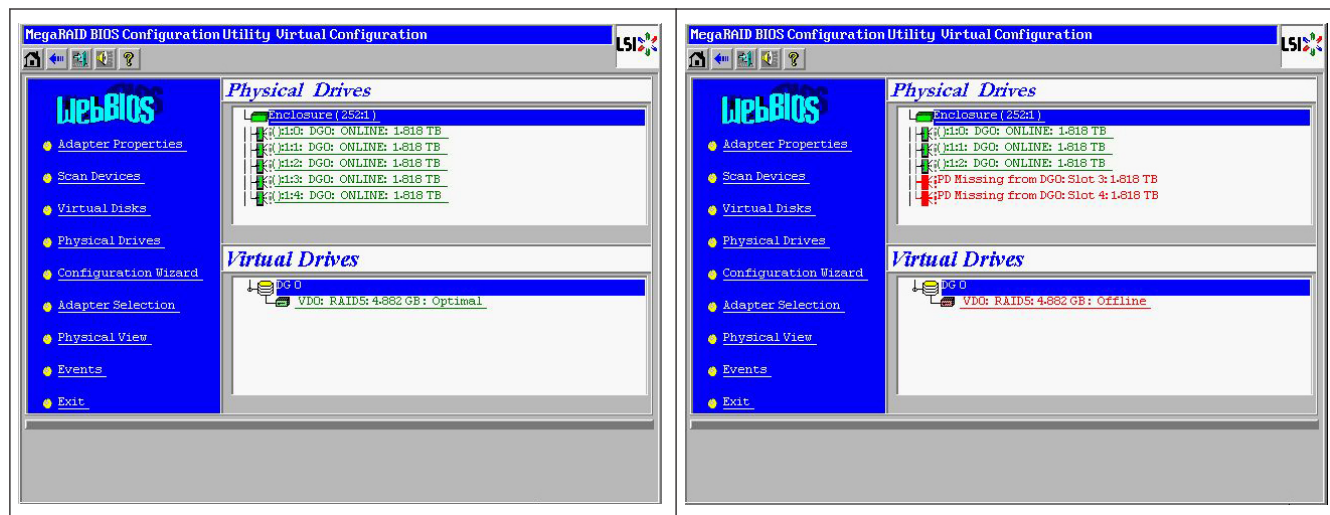 MegaRAID BIOS Configuration Utility Virtual Configuration
LSI
WebBIOS
Adapter Properties
Scan Devices
Virtual Disks
Physical Drives
Configuration Wizard
Adapter Selection
Physical View
Events
Exit
Physical Drives
Enclosure (252:1)
():1:0: DG0: ONLINE: 1.818 TB
():1:1: DG0: ONLINE: 1.818 TB
():1:2: DG0: ONLINE: 1.818 TB
():1:3: DG0: ONLINE: 1.818 TB
():1:4: DG0: ONLINE: 1.818 TB
Virtual Drives
DG 0
VD0: RAID5: 4.882 GB: Optimal
MegaRAID BIOS Configuration Utility Virtual Configuration
LSI
WebBIOS
Adapter Properties
Scan Devices
Virtual Disks
Physical Drives
Configuration Wizard
Adapter Selection
Physical View
Events
Exit
Physical Drives
Enclosure (252:1)
():1:0: DG0: ONLINE: 1.818 TB
():1:1: DG0: ONLINE: 1.818 TB
():1:2: DG0: ONLINE: 1.818 TB
PD Missing from DG0: Slot 3: 1.818 TB
PD Missing from DG0: Slot 4: 1.818 TB
Virtual Drives
DG 0
VD0: RAID5: 4.882 GB: Offline